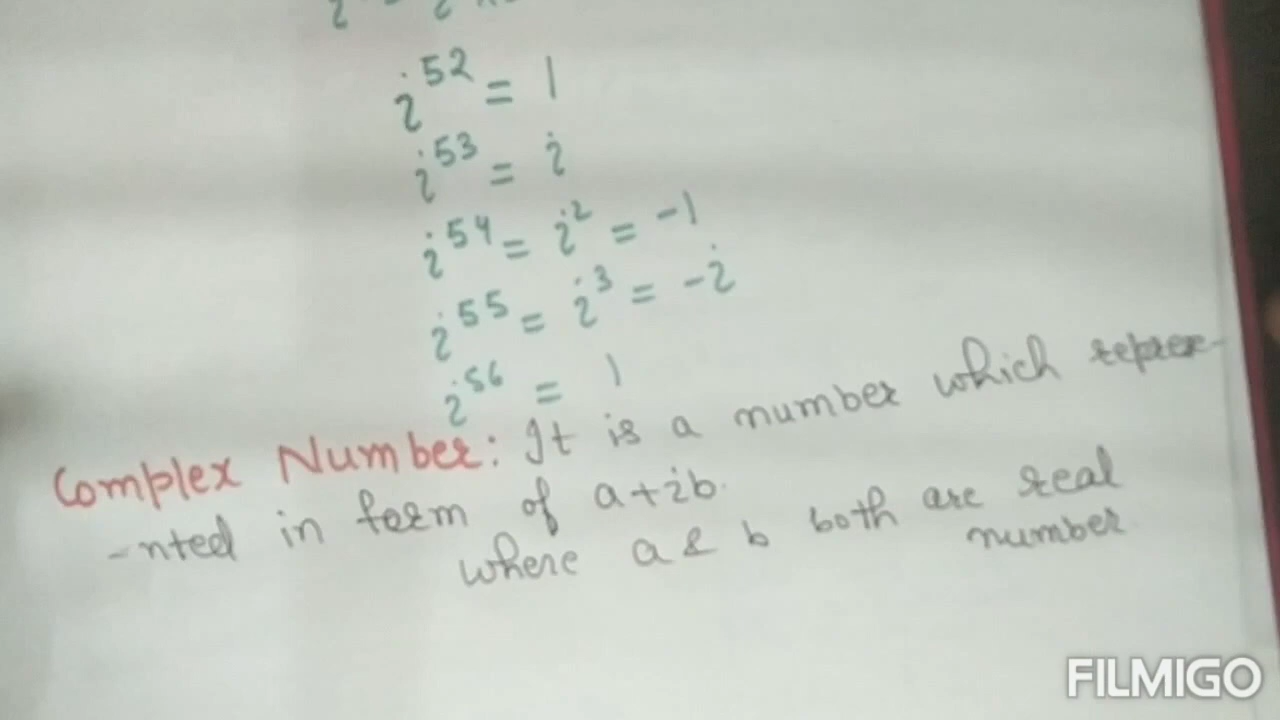 i⁵² = 1
i⁵³ = i
i⁵⁴ = i² = -1
i⁵⁵ = i³ = -i
i⁵⁶ = 1
Complex Number: It is a number which represe-
-nted in form of a+ib.
where a & b both are real
number
FILMIGO